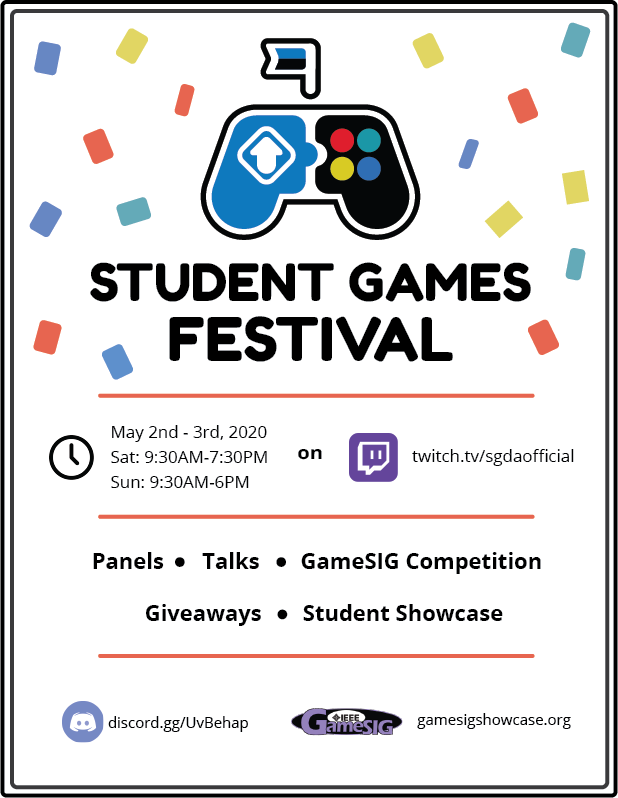 STUDENT GAMES
FESTIVAL
May 2nd - 3rd, 2020
Sat: 9:30AM-7:30PM
Sun: 9:30AM-6PM
on
twitch.tv/sgdaofficial
Panels • Talks • GameSIG Competition
Giveaways • Student Showcase
discord.gg/UvBehap
IEEE
GameSIG
gamesigshowcase.org